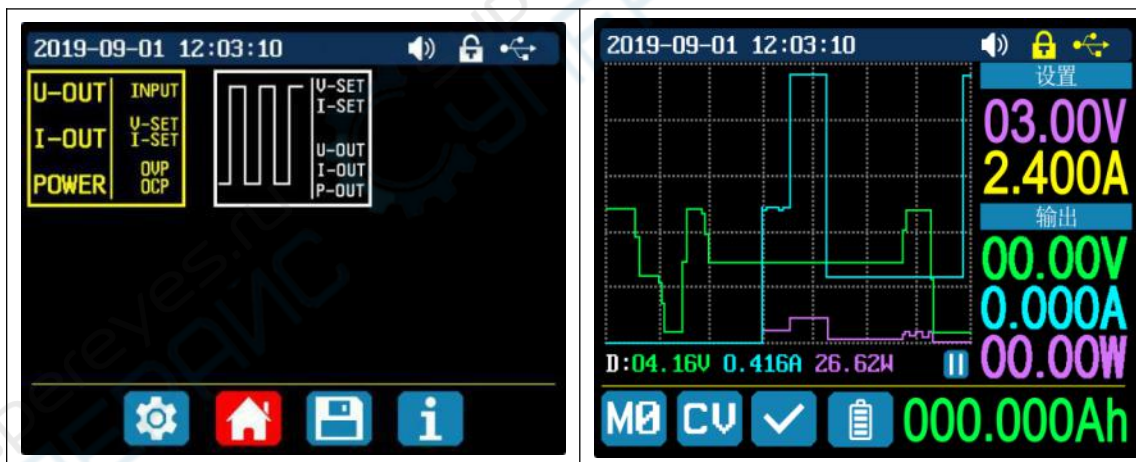 2019-09-01 12:03:10
U-OUT
INPUT
I-OUT
V-SET
I-SET
POWER
OVP
OCP
V-SET
I-SET
U-OUT
I-OUT
P-OUT
i
2019-09-01 12:03:10
设置
03.00V
2.400A
输出
00.00V
0.000A
00.00W
D:04.16V 0.416A 26.62W
M0 CV 000.000Ah